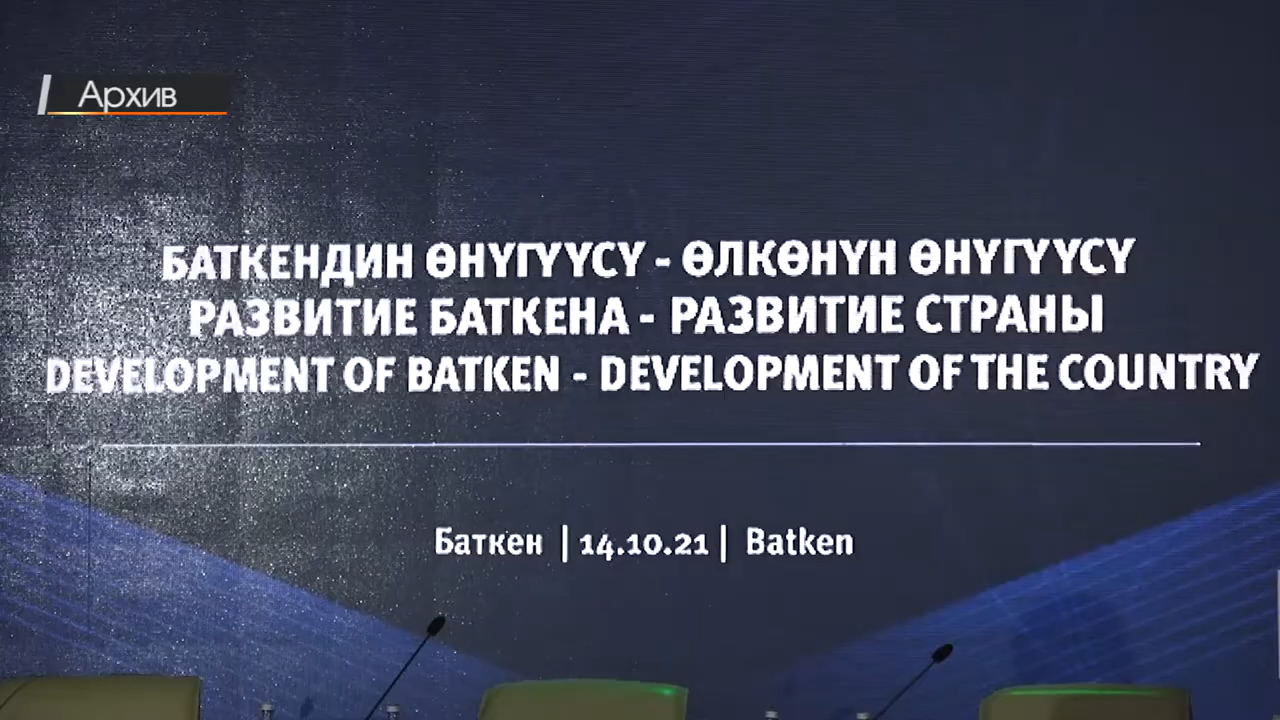 Архив
БАТКЕНДИН ӨНҮГҮҮСҮ - ӨЛКӨНҮН ӨНҮГҮҮСҮ
РАЗВИТИЕ БАТКЕНА - РАЗВИТИЕ СТРАНЫ
DEVELOPMENT OF BATKEN - DEVELOPMENT OF THE COUNTRY
Баткен | 14.10.21 | Batken